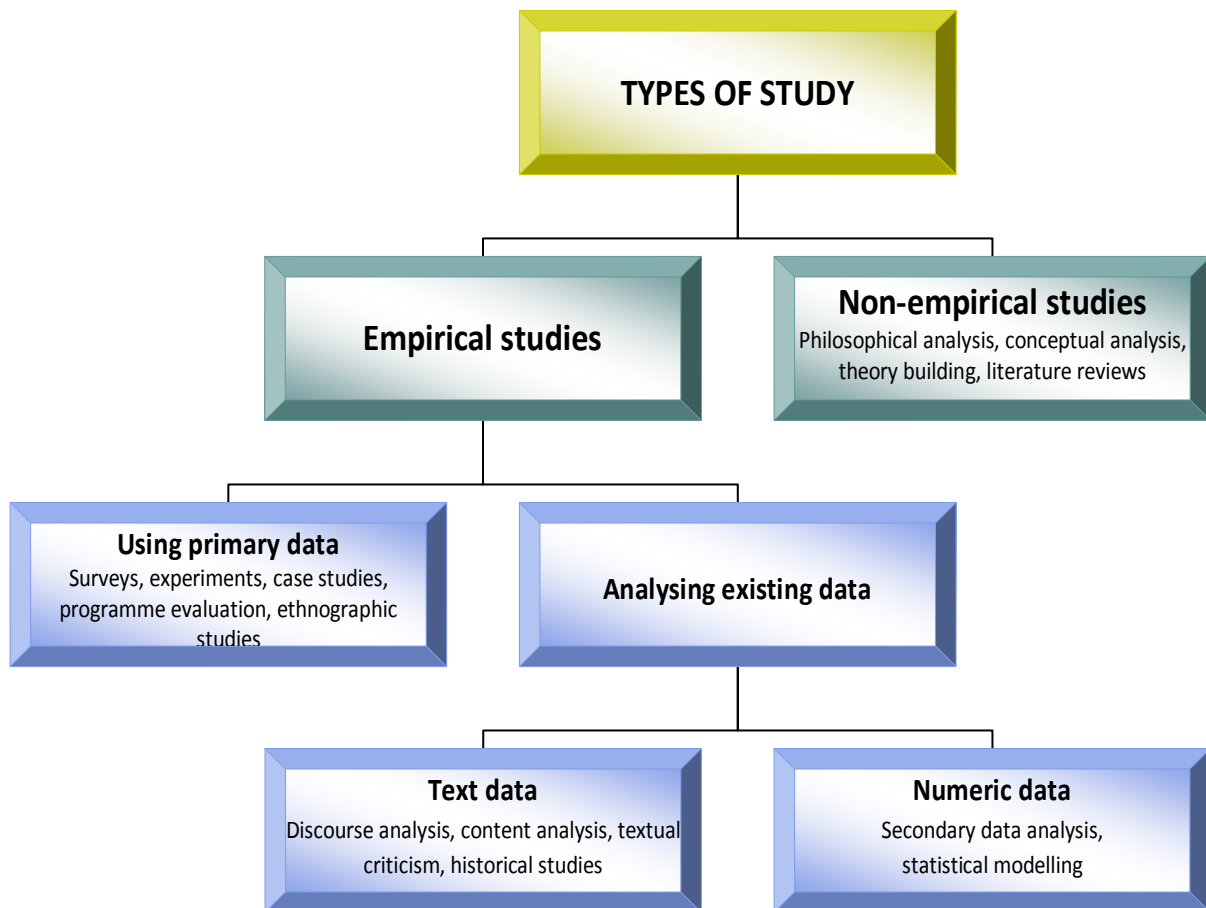 TYPES OF STUDY
Empirical studies
Non-empirical studies
Philosophical analysis, conceptual analysis,
theory building, literature reviews
Using primary data
Surveys, experiments, case studies,
programme evaluation, ethnographic
studies
Analysing existing data
Text data
Discourse analysis, content analysis, textual
criticism, historical studies
Numeric data
Secondary data analysis,
statistical modelling